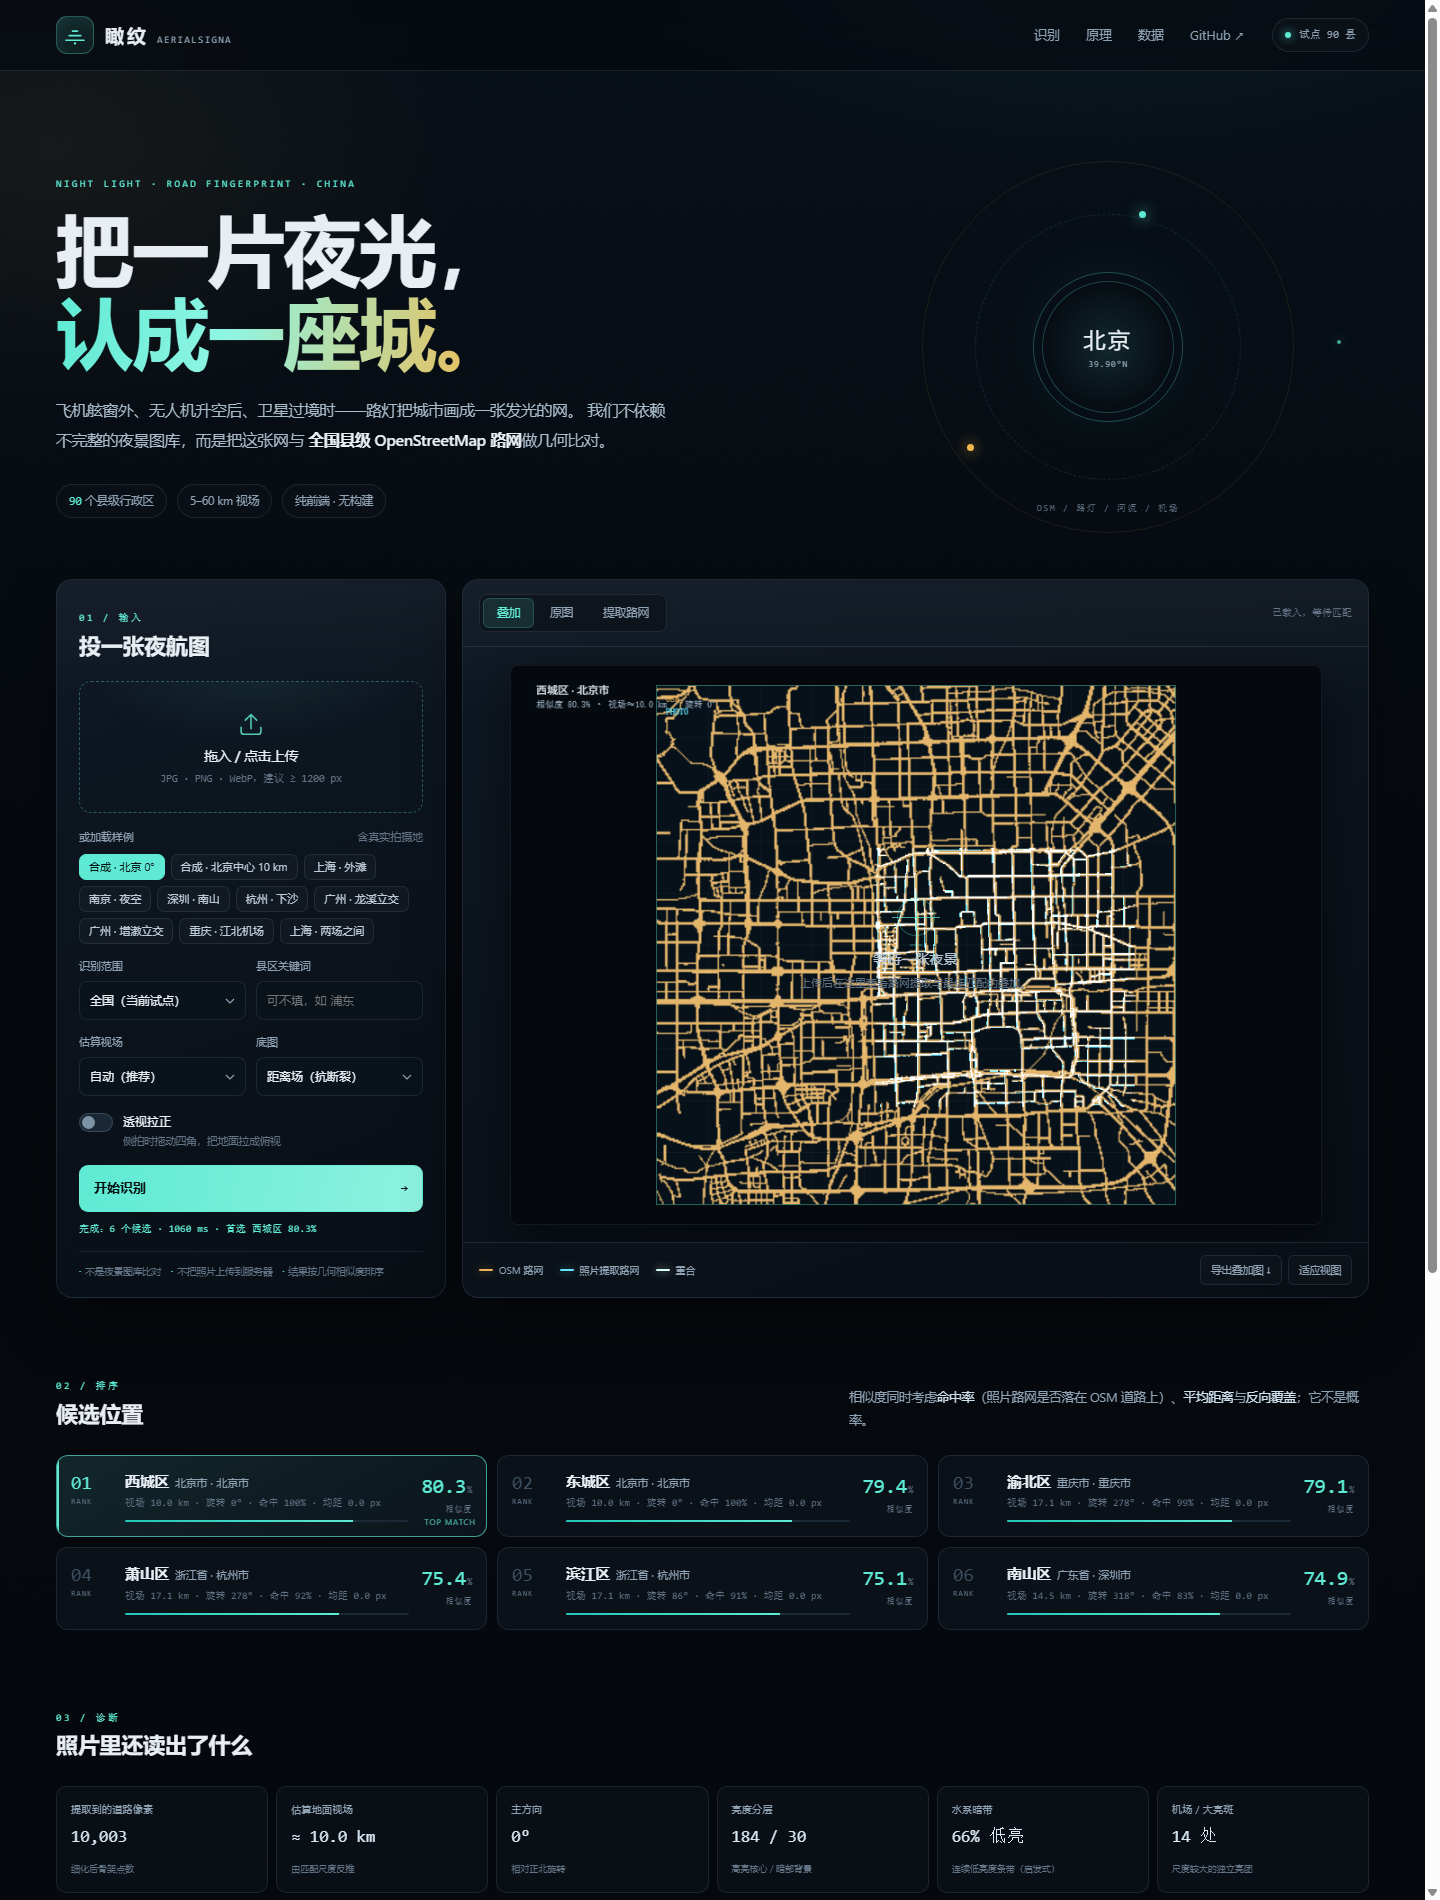 瞰纹 AERIALSIGNA
识别 原理 数据 GitHub ↗ 试点 90 县
NIGHT LIGHT · ROAD FINGERPRINT · CHINA
把一片夜光，
认成一座城。
飞机舷窗外、无人机升空后、卫星过境时——路灯把城市画成一张发光的网。 我们不依赖
不完整的夜景图库，而是把这张网与 全国县级 OpenStreetMap 路网做几何比对。
90 个县级行政区 5–60 km 视场 纯前端 · 无构建
北京
39.90°N
OSM / 路灯 / 河流 / 机场
01 / 输入
投一张夜航图
拖入 / 点击上传
JPG · PNG · WebP，建议 ≥ 1200 px
或加载样例 含真实拍摄地
合成 · 北京 0° 合成 · 北京中心 10 km 上海 · 外滩
南京 · 夜空 深圳 · 南山 杭州 · 下沙 广州 · 龙溪立交
广州 · 增滘立交 重庆 · 江北机场 上海 · 两场之间
识别范围 县区关键词
全国（当前试点） 可不填，如 浦东
估算视场 底图
自动（推荐） 距离场（抗断裂）
透视拉正
侧拍时拖动四角，把地面拉成俯视
开始识别 →
完成：6 个候选 · 1060 ms · 首选 西城区 80.3%
· 不是夜景图库比对 · 不把照片上传到服务器 · 结果按几何相似度排序
叠加 原图 提取路网 已载入，等待匹配
西城区 · 北京市
相似度 80.3% · 视场≈10.0 km · 旋转 0°
PHOTO
等待一张夜景
OSM 路网 照片提取路网 重合 导出叠加图 ↓ 适应视图
02 / 排序
候选位置
相似度同时考虑命中率（照片路网是否落在 OSM 道路上）、平均距离与反向覆盖；它不是概
率。
01 RANK 西城区 北京市 · 北京市 80.3% 相似度
视场 10.0 km · 旋转 0° · 命中 100% · 均距 0.0 px TOP MATCH
02 RANK 东城区 北京市 · 北京市 79.4% 相似度
视场 10.0 km · 旋转 0° · 命中 100% · 均距 0.0 px
03 RANK 渝北区 重庆市 · 重庆市 79.1% 相似度
视场 17.1 km · 旋转 278° · 命中 99% · 均距 0.0 px
04 RANK 萧山区 浙江省 · 杭州市 75.4% 相似度
视场 17.1 km · 旋转 278° · 命中 92% · 均距 0.0 px
05 RANK 滨江区 浙江省 · 杭州市 75.1% 相似度
视场 17.1 km · 旋转 86° · 命中 91% · 均距 0.0 px
06 RANK 南山区 广东省 · 深圳市 74.9% 相似度
视场 14.5 km · 旋转 318° · 命中 83% · 均距 0.0 px
03 / 诊断
照片里还读出了什么
提取到的道路像素
10,003
细化后骨架点数
估算地面视场
≈ 10.0 km
由匹配尺度反推
主方向
0°
相对正北旋转
亮度分层
184 / 30
高亮核心 / 暗部背景
水系暗带
66% 低亮
连续低亮度条带（启发式）
机场 / 大亮斑
14 处
尺度较大的独立亮团